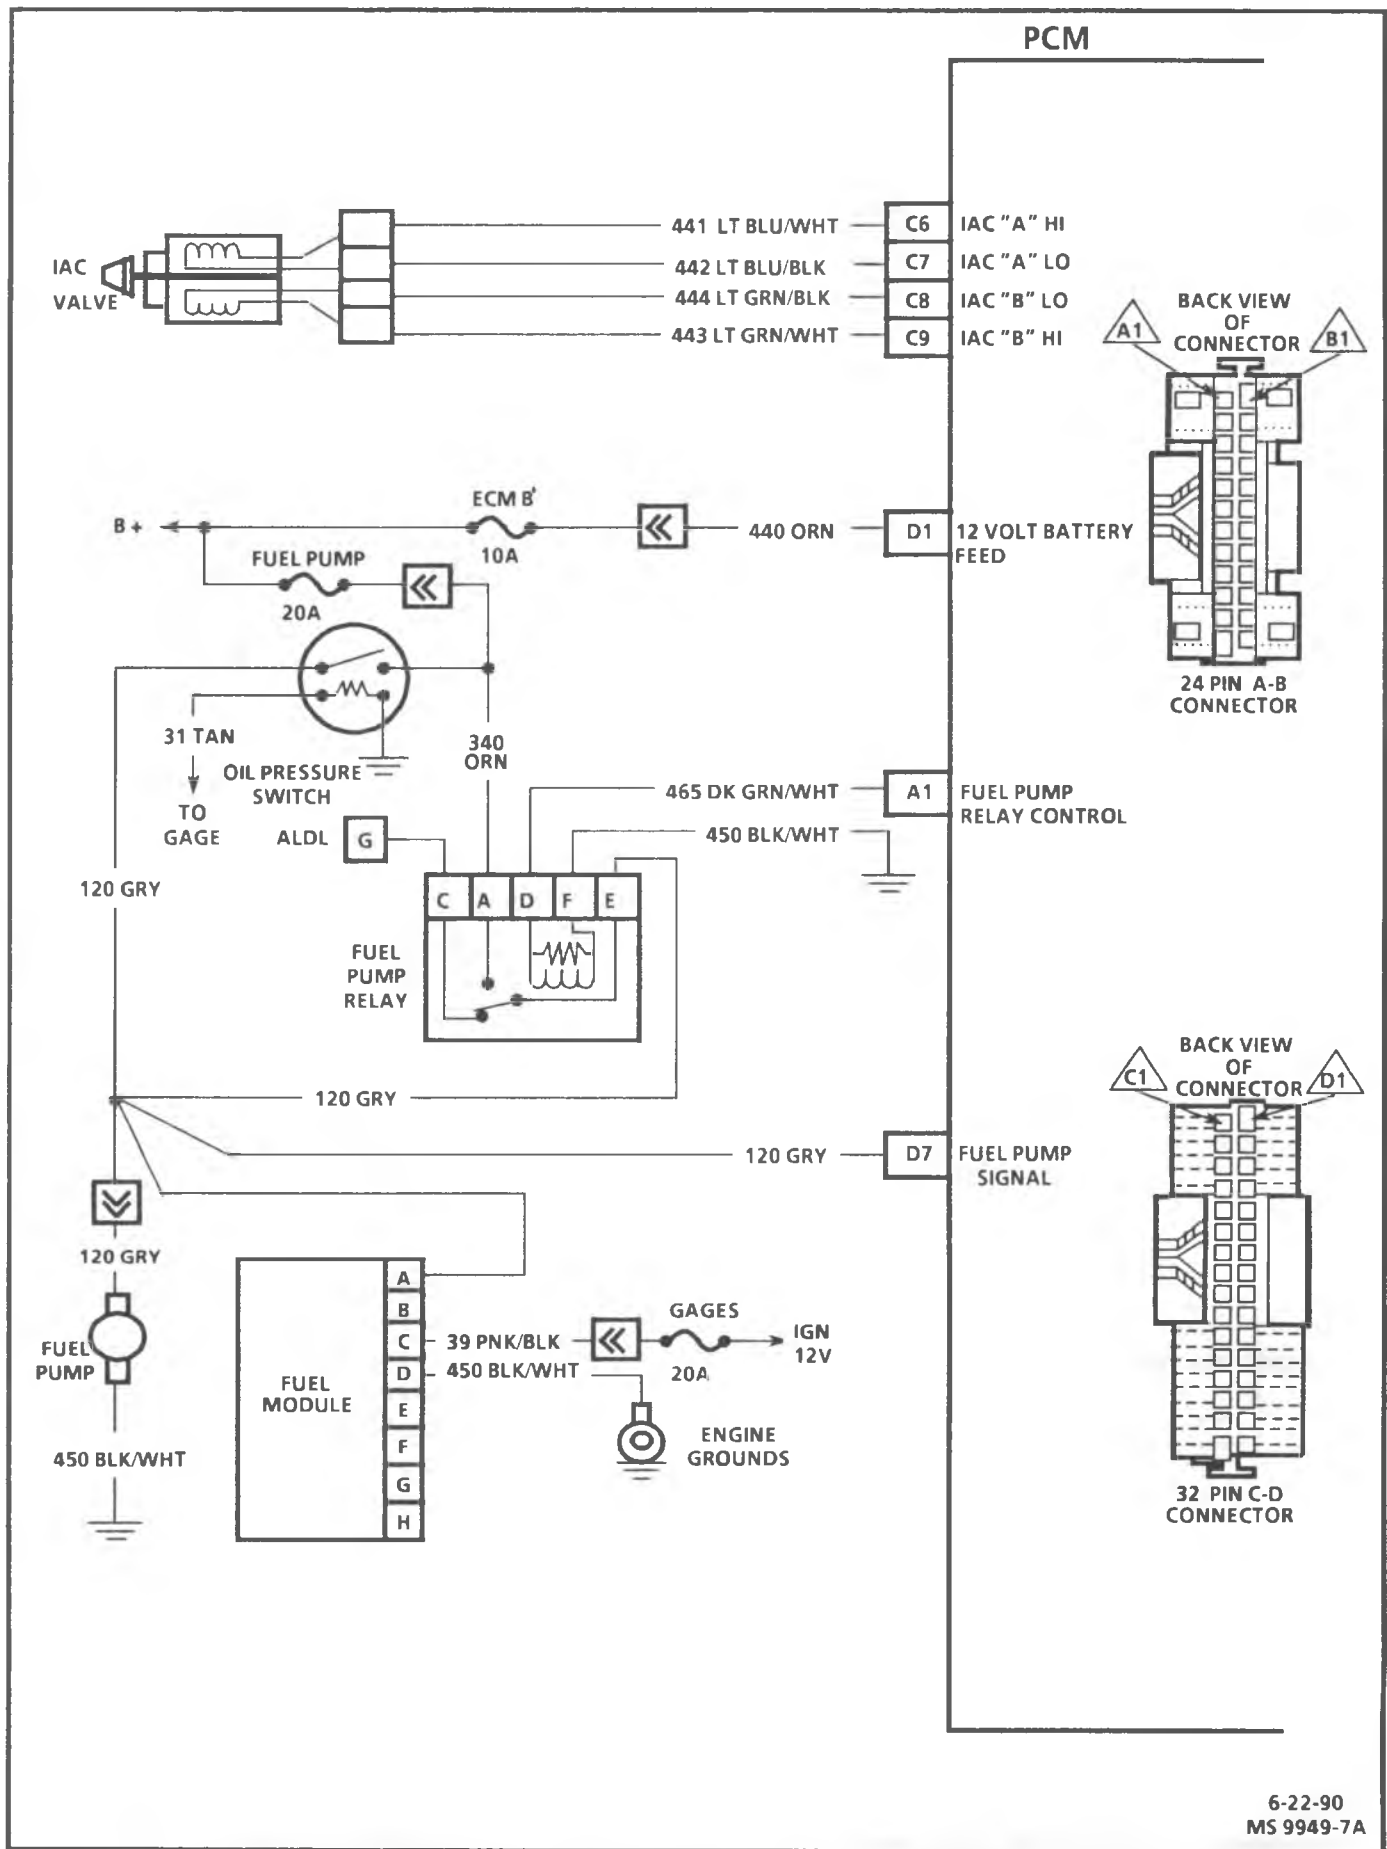 PCM
441 LT BLU/WHT
C6
IAC "A" HI
442 LT BLU/BLK
C7
IAC "A" LO
444 LT GRN/BLK
C8
IAC "B" LO
443 LT GRN/WHT
C9
IAC "B" HI
IAC
VALVE
BACK VIEW
OF
CONNECTOR
A1
B1
24 PIN A-B
CONNECTOR
B +
ECM B+
10A
440 ORN
D1
12 VOLT BATTERY
FEED
FUEL PUMP
20A
31 TAN
TO
GAGE
OIL PRESSURE
SWITCH
340
ORN
465 DK GRN/WHT
A1
FUEL PUMP
RELAY CONTROL
450 BLK/WHT
ALDL
G
120 GRY
C A D F E
FUEL
PUMP
RELAY
120 GRY
120 GRY
D7
FUEL PUMP
SIGNAL
BACK VIEW
OF
CONNECTOR
C1
D1
32 PIN C-D
CONNECTOR
120 GRY
FUEL
PUMP
450 BLK/WHT
FUEL
MODULE
A
B
C
D
E
F
G
H
39 PNK/BLK
450 BLK/WHT
GAGES
20A
IGN
12V
ENGINE
GROUNDS
6-22-90
MS 9949-7A